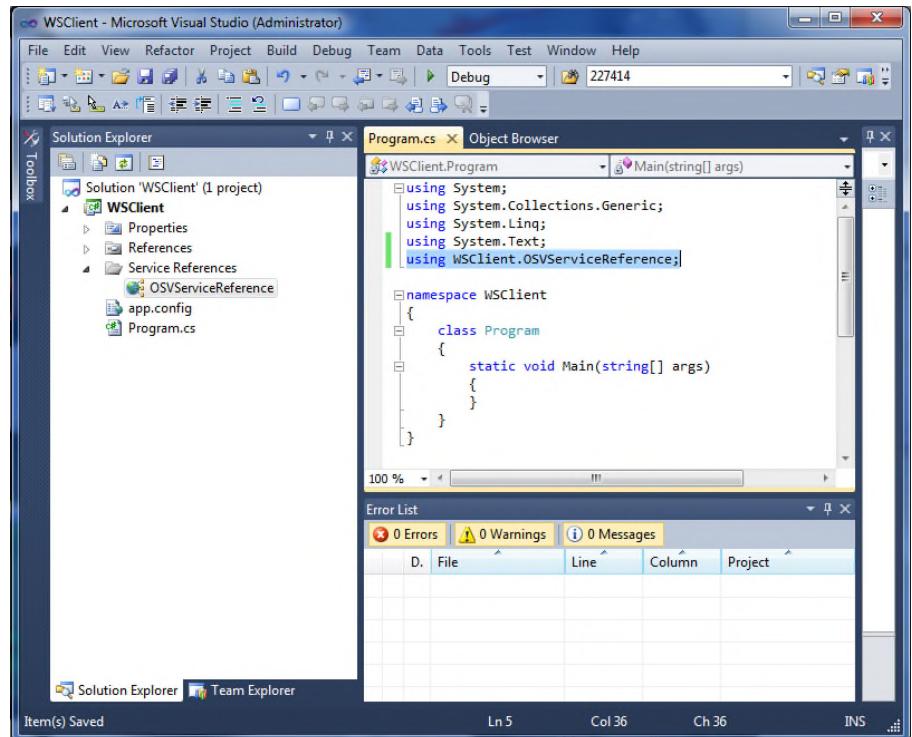 WSClient - Microsoft Visual Studio (Administrator)
File Edit View Refactor Project Build Debug Team Data Tools Test Window Help
Debug 227414
Toolbox
Solution Explorer
Solution 'WSClient' (1 project)
WSClient
Properties
References
Service References
OSVServiceReference
app.config
Program.cs
Solution Explorer Team Explorer
Program.cs Object Browser
WSClient.Program Main(string[] args)
using System;
using System.Collections.Generic;
using System.Linq;
using System.Text;
using WSClient.OSVServiceReference;
namespace WSClient
{
class Program
{
static void Main(string[] args)
{
}
}
}
100 %
Error List
0 Errors 0 Warnings 0 Messages
D. File Line Column Project
Item(s) Saved Ln 5 Col 36 Ch 36 INS